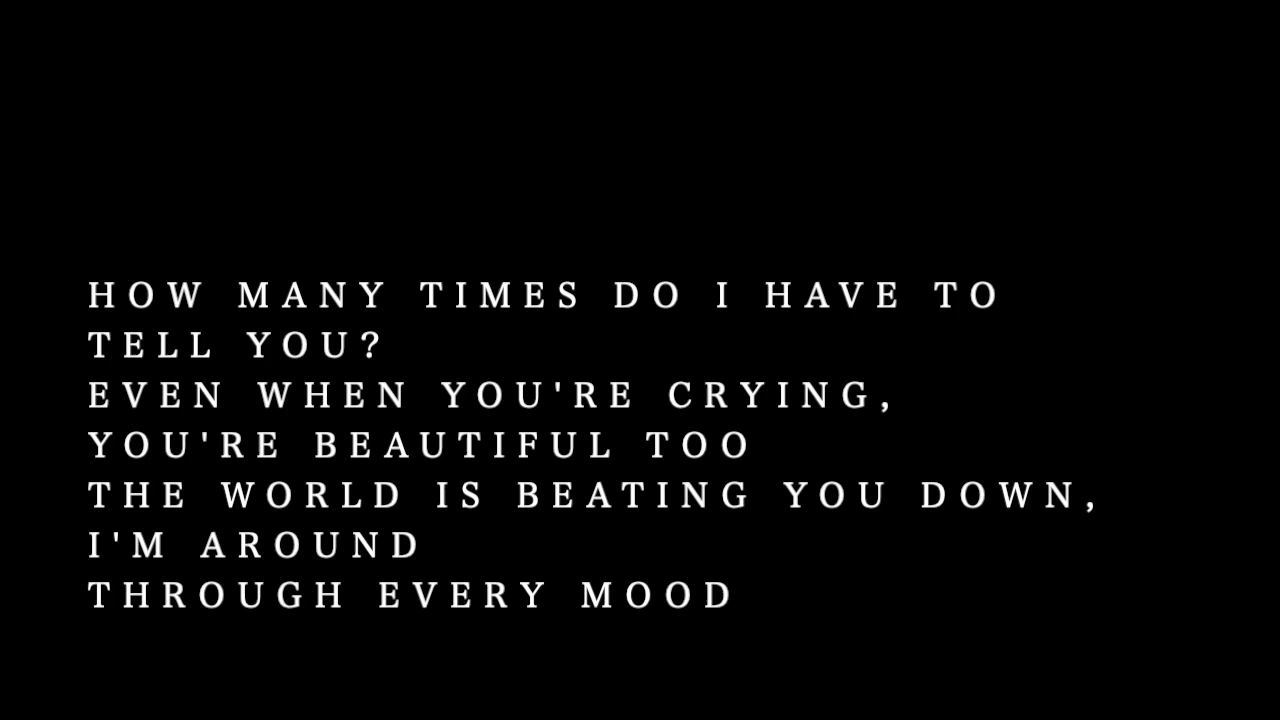 HOW MANY TIMES DO I HAVE TO
TELL YOU?
EVEN WHEN YOU'RE CRYING,
YOU'RE BEAUTIFUL TOO
THE WORLD IS BEATING YOU DOWN,
I'M AROUND
THROUGH EVERY MOOD